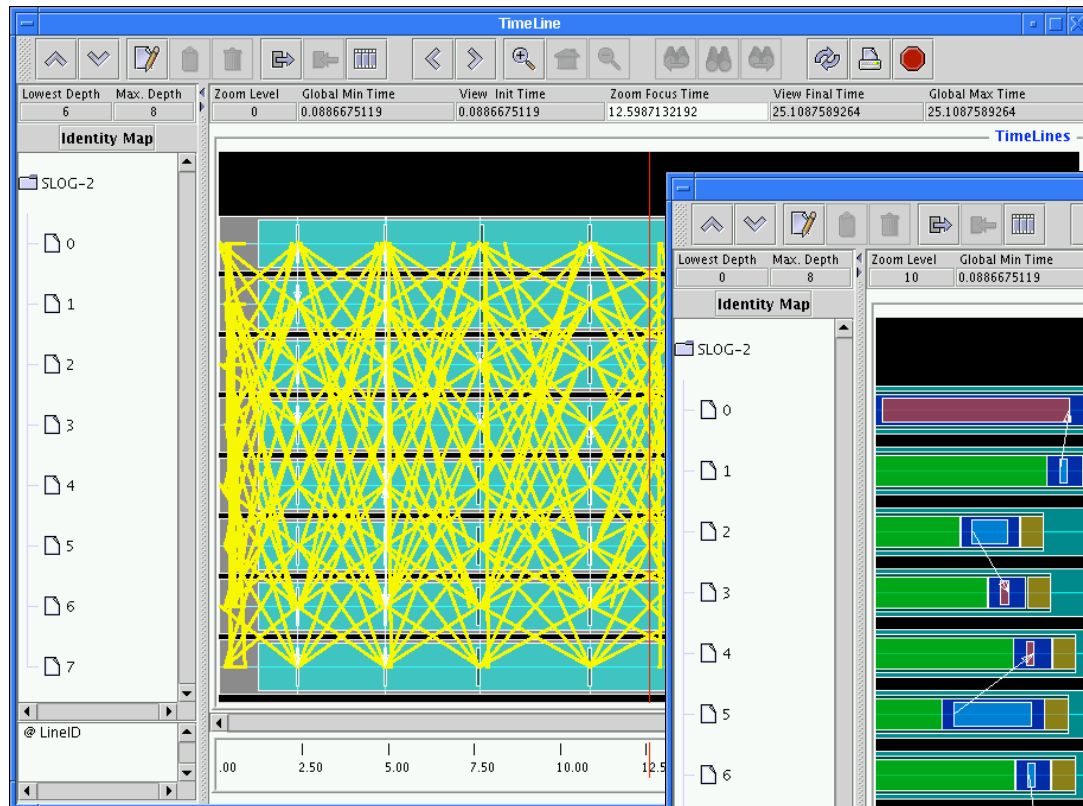 TimeLine
Lowest Depth Max. Depth Zoom Level Global Min Time View Init Time Zoom Focus Time View Final Time Global Max Time
6 8 0 0.0886675119 0.0886675119 12.5987132192 25.1087589264 25.1087589264
Identity Map
TimeLines
SLOG-2
0
1
2
3
4
5
6
7
@ LineID
.00 2.50 5.00 7.50 10.00 12.5
Lowest Depth Max. Depth Zoom Level Global Min Time
0 8 10 0.0886675119
Identity Map
SLOG-2
0
1
2
3
4
5
6